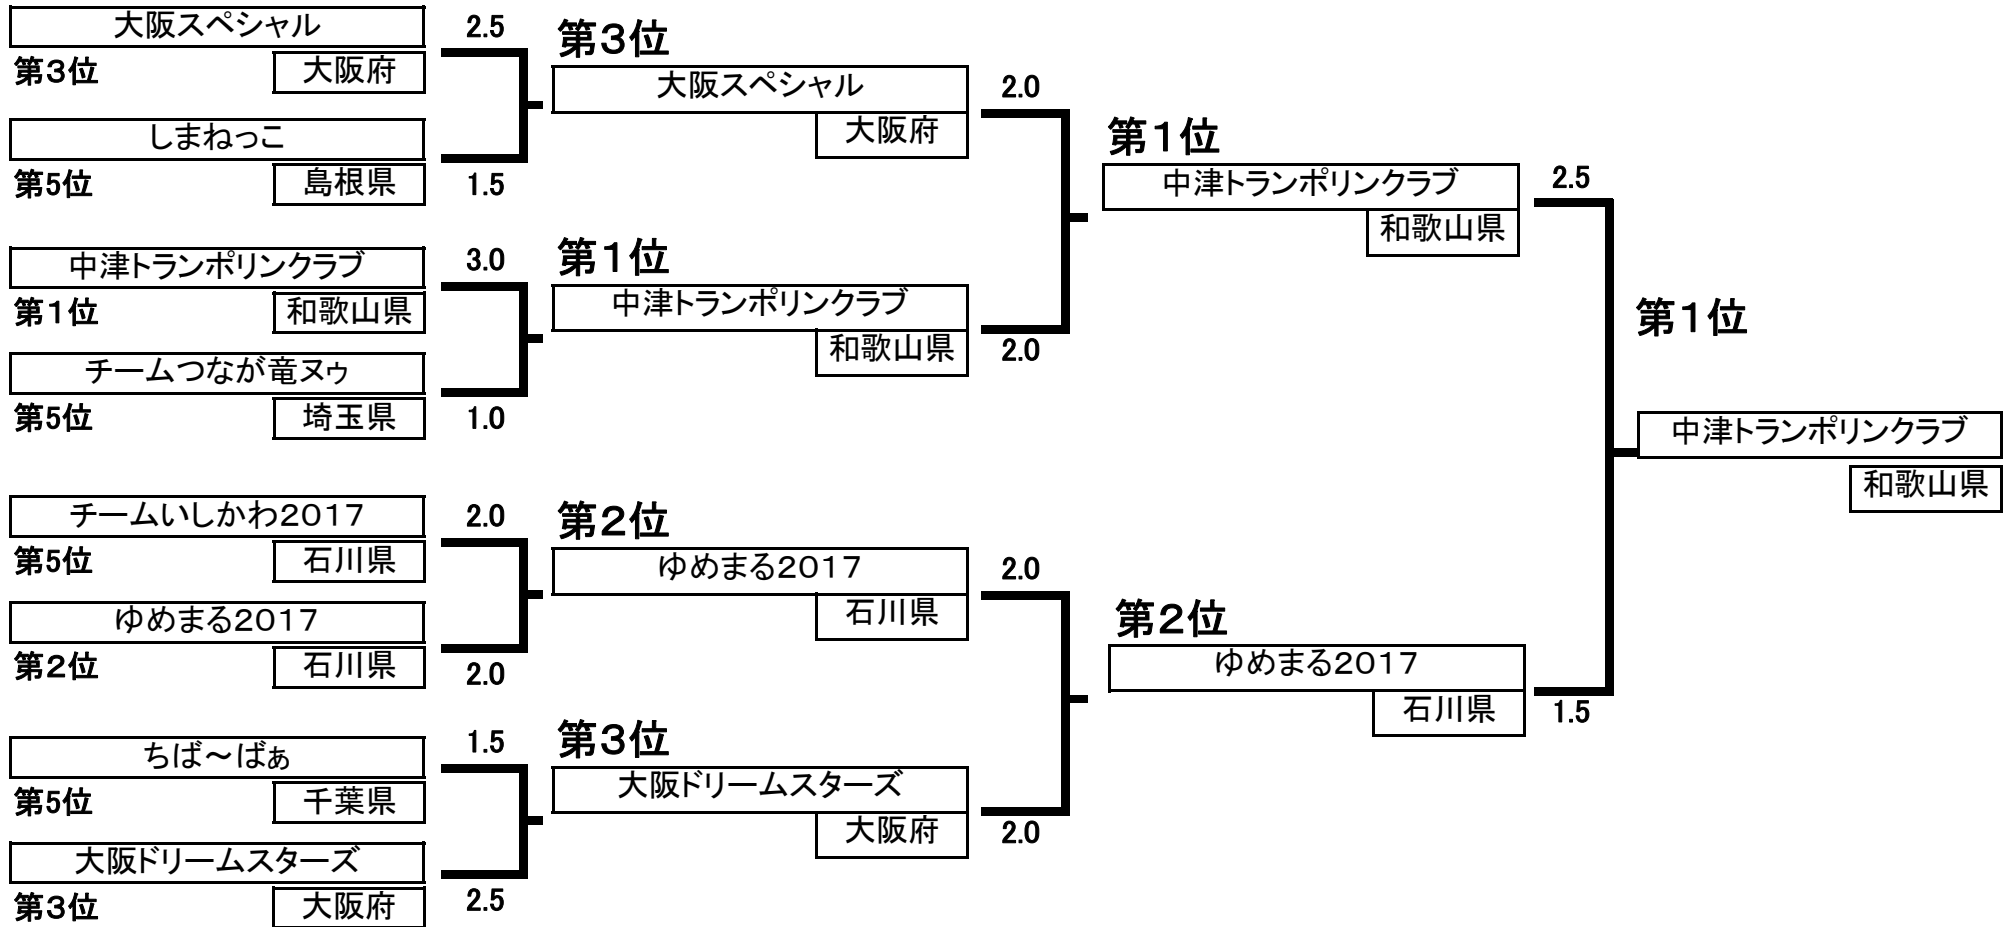 大阪スペシャル
2.5
第3位
大阪府
しまねっこ
第5位
島根県
1.5
中津トランポリンクラブ
3.0
第1位
和歌山県
チームつなが竜ヌゥ
第5位
埼玉県
1.0
チームいしかわ2017
2.0
第5位
石川県
ゆめまる2017
第2位
石川県
2.0
ちば～ばぁ
1.5
第5位
千葉県
大阪ドリームスターズ
第3位
大阪府
2.5
第3位
大阪スペシャル
2.0
大阪府
第1位
中津トランポリンクラブ
和歌山県
2.0
第2位
ゆめまる2017
2.0
石川県
第3位
大阪ドリームスターズ
大阪府
2.0
第1位
中津トランポリンクラブ
2.5
和歌山県
第2位
ゆめまる2017
石川県
1.5
第1位
中津トランポリンクラブ
和歌山県